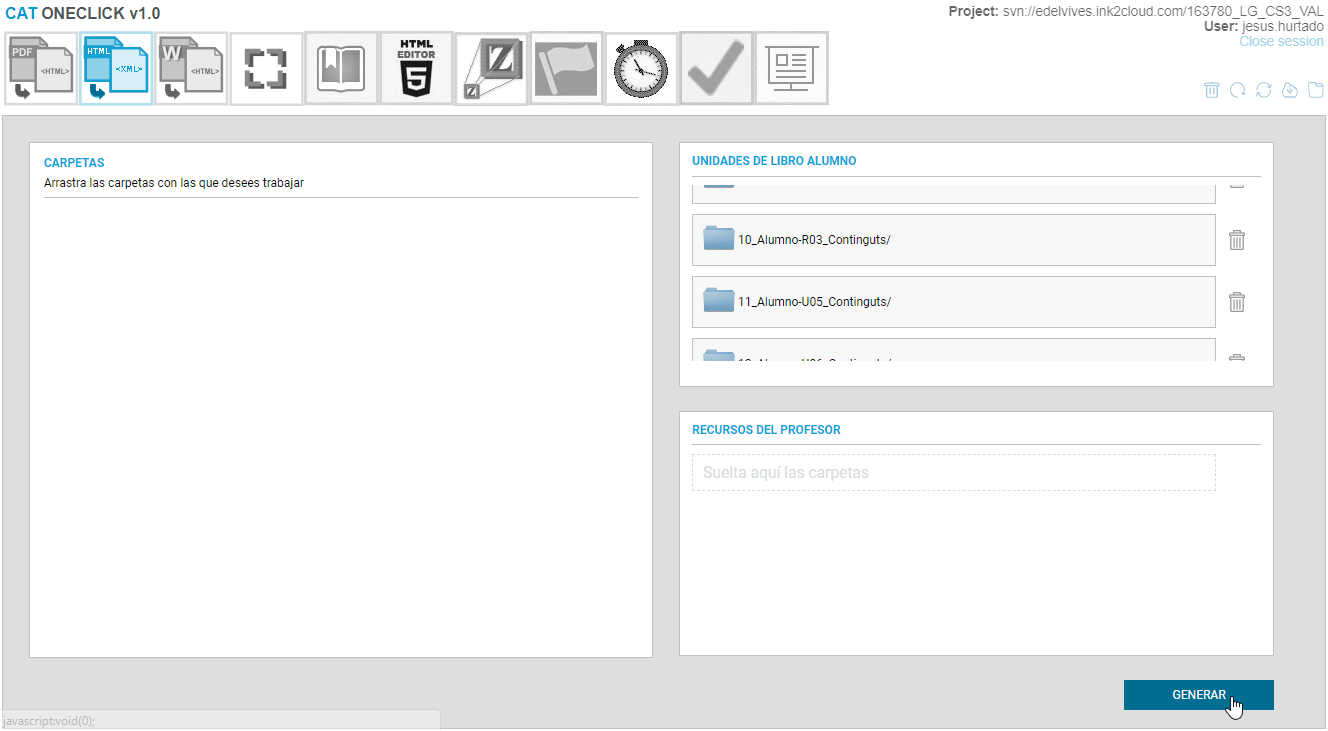 CAT ONECLICK v1.0
Project: svn://edelvives.ink2cloud.com/163780_LG_CS3_VAL
User: jesus.hurtado
Close session
PDF <HTML>
HTML <XML>
W <HTML>
HTML
EDITOR
5
Z
Z
CARPETAS
Arrastra las carpetas con las que desees trabajar
UNIDADES DE LIBRO ALUMNO
10_Alumno-R03_Continguts/
11_Alumno-U05_Continguts/
RECURSOS DEL PROFESOR
Suelta aquí las carpetas
GENERAR
javascript:void(0);